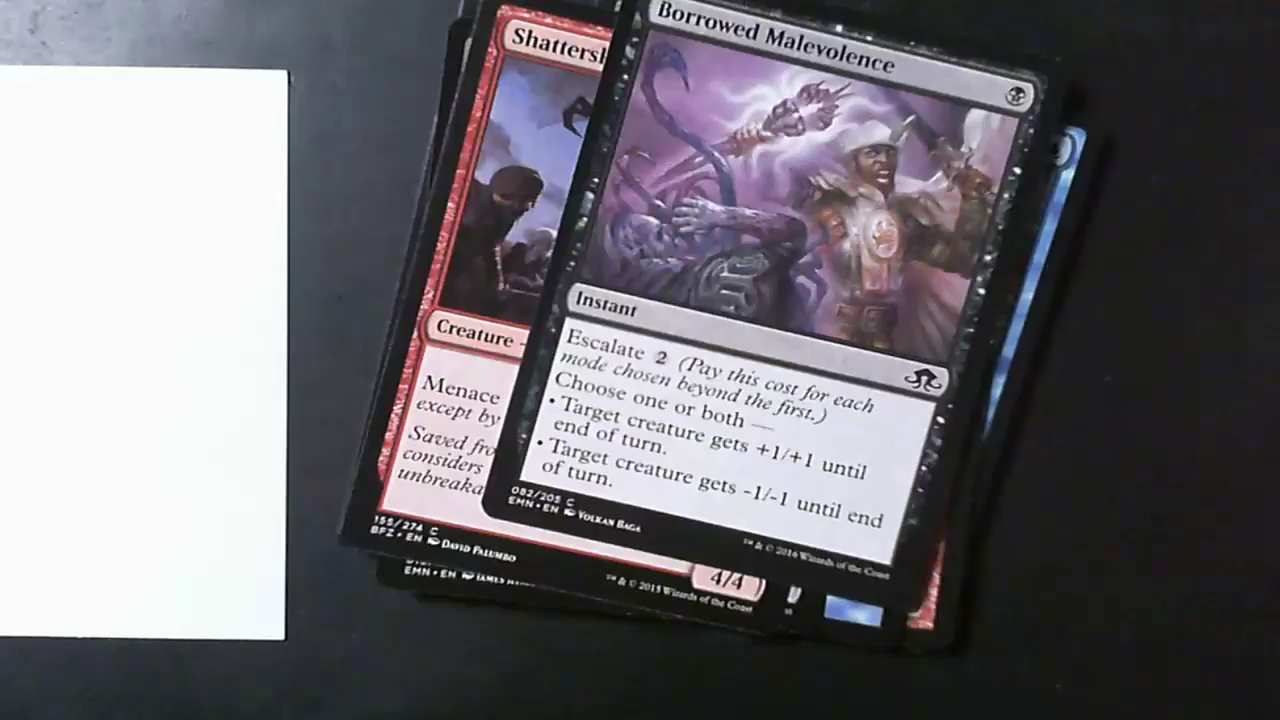 Borrowed Malevolence
Instant
Escalate 2 (Pay this cost for each
mode chosen beyond the first.)
Choose one or both —
• Target creature gets +1/+1 until
end of turn.
• Target creature gets -1/-1 until end
of turn.
082/205 C
EMN • EN VOLKAN BAGA
™ & © 2016 Wizards of the Coast
Creature -
Menace
except by
Saved
considers
155/274 C
BFZ • EN DAVID PALUMBO
™ & © 2015 Wizards of the Coast
4/4
EMN • EN JAMES